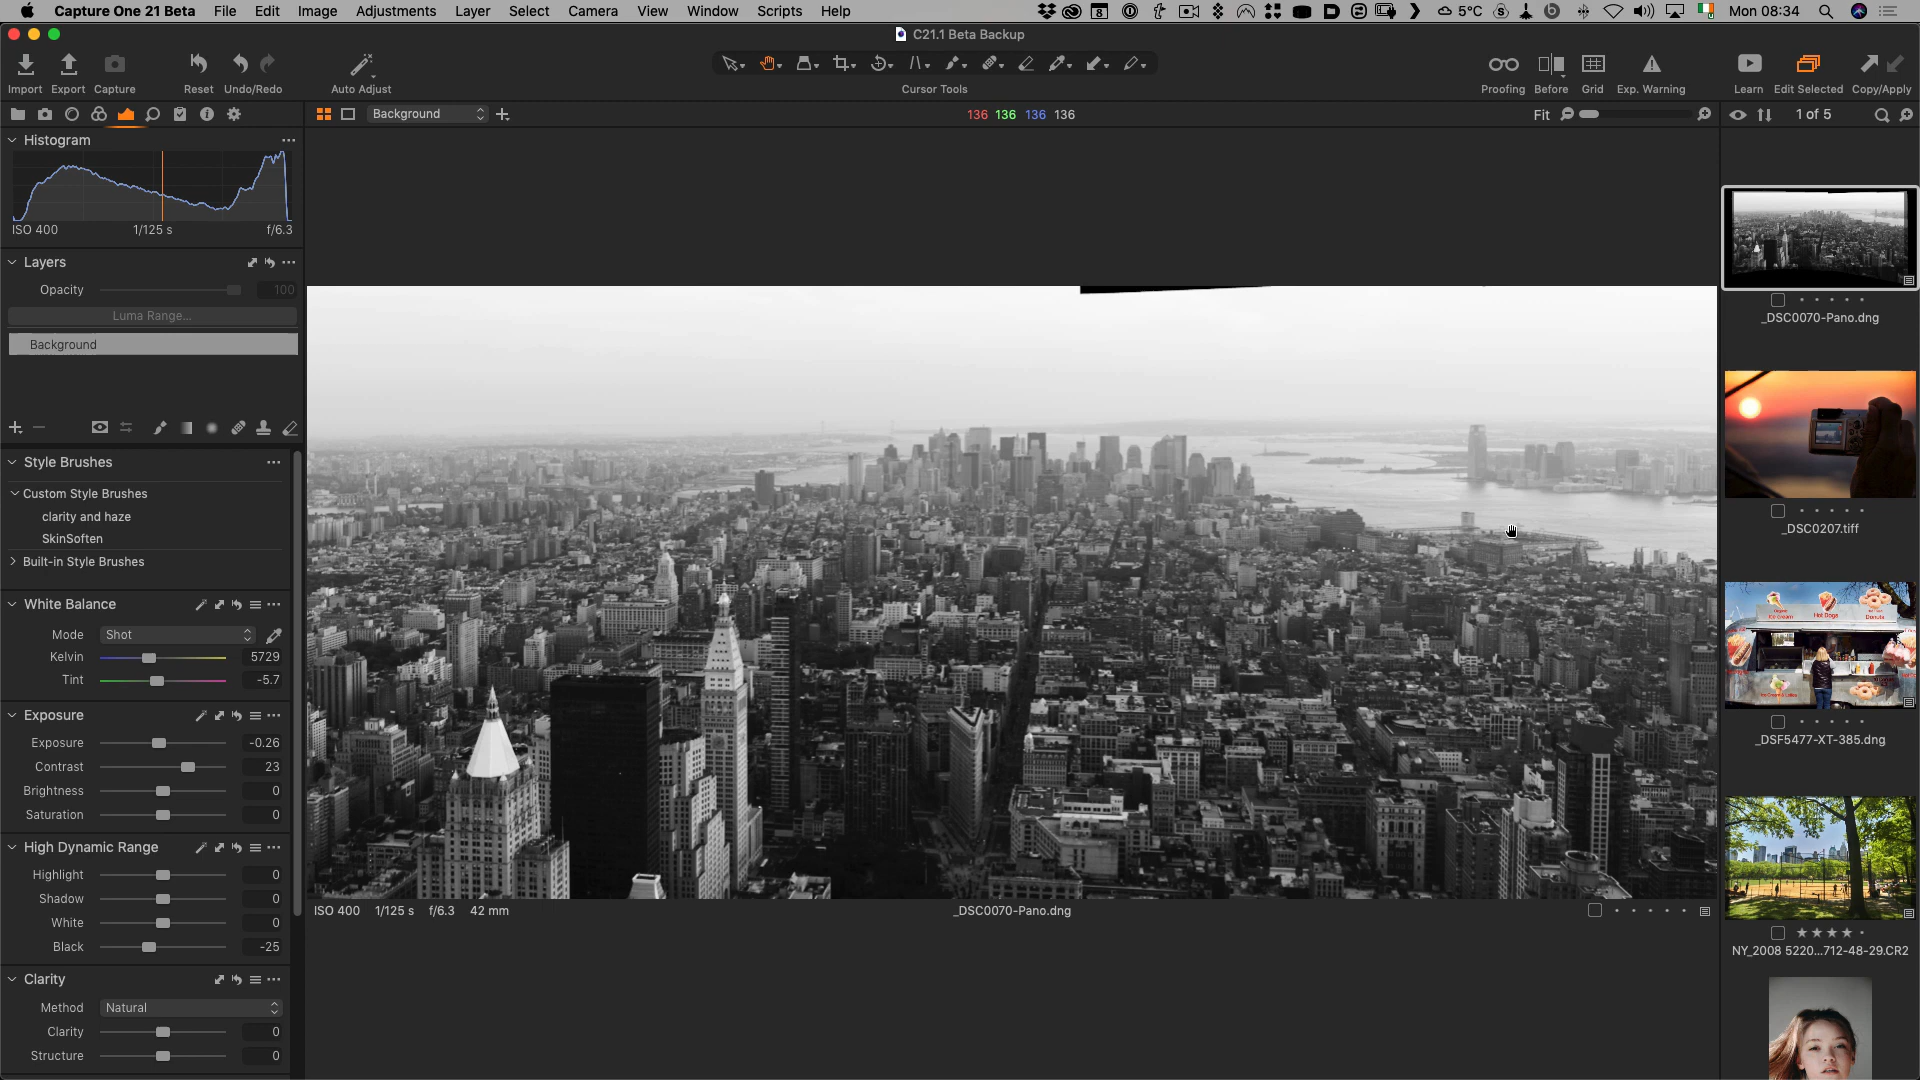 Capture One 21 Beta File Edit Image Adjustments Layer Select Camera View Window Scripts Help 8 5°C Mon 08:34
C21.1 Beta Backup
Import Export Capture Reset Undo/Redo Auto Adjust Cursor Tools Proofing Before Grid Exp. Warning Learn Edit Selected Copy/Apply
Background 136 136 136 136 Fit 1 of 5
Histogram
ISO 400 1/125 s f/6.3
Layers
Opacity 100
Luma Range...
Background
Style Brushes
Custom Style Brushes
clarity and haze
SkinSoften
Built-in Style Brushes
White Balance
Mode Shot
Kelvin 5729
Tint -5.7
Exposure
Exposure -0.26
Contrast 23
Brightness 0
Saturation 0
High Dynamic Range
Highlight 0
Shadow 0
White 0
Black -25
Clarity
Method Natural
Clarity 0
Structure 0
ISO 400 1/125 s f/6.3 42 mm _DSC0070-Pano.dng
_DSC0070-Pano.dng
_DSC0207.tiff
Hot Dogs
Ice Cream
Donuts
_DSF5477-XT-385.dng
NY_2008 5220...712-48-29.CR2